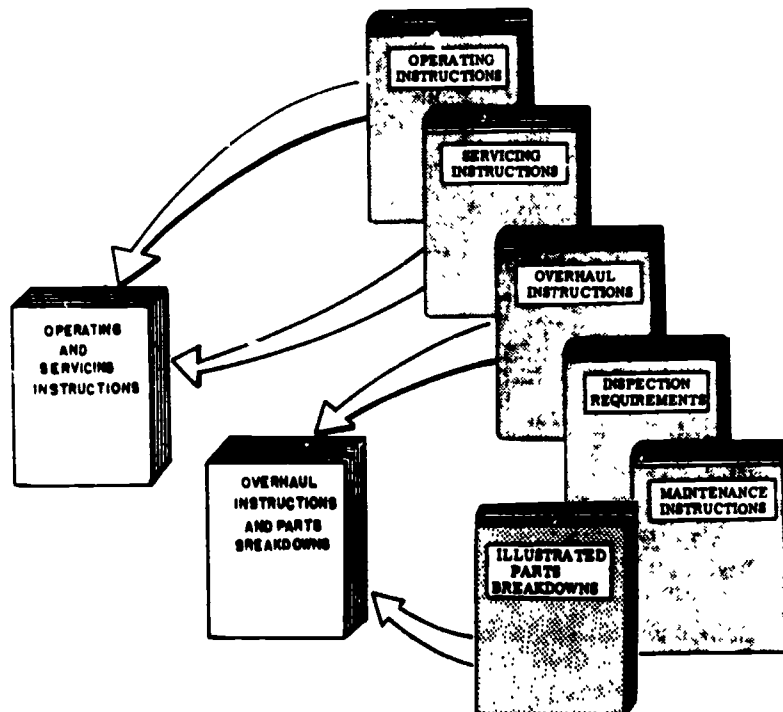 OPERATING
INSTRUCTIONS
SERVICING
INSTRUCTIONS
OVERHAUL
INSTRUCTIONS
INSPECTION
REQUIREMENTS
MAINTENANCE
INSTRUCTIONS
ILLUSTRATED
PARTS
BREAKDOWNS
OPERATING
AND
SERVICING
INSTRUCTIONS
OVERHAUL
INSTRUCTIONS
AND PARTS
BREAKDOWNS